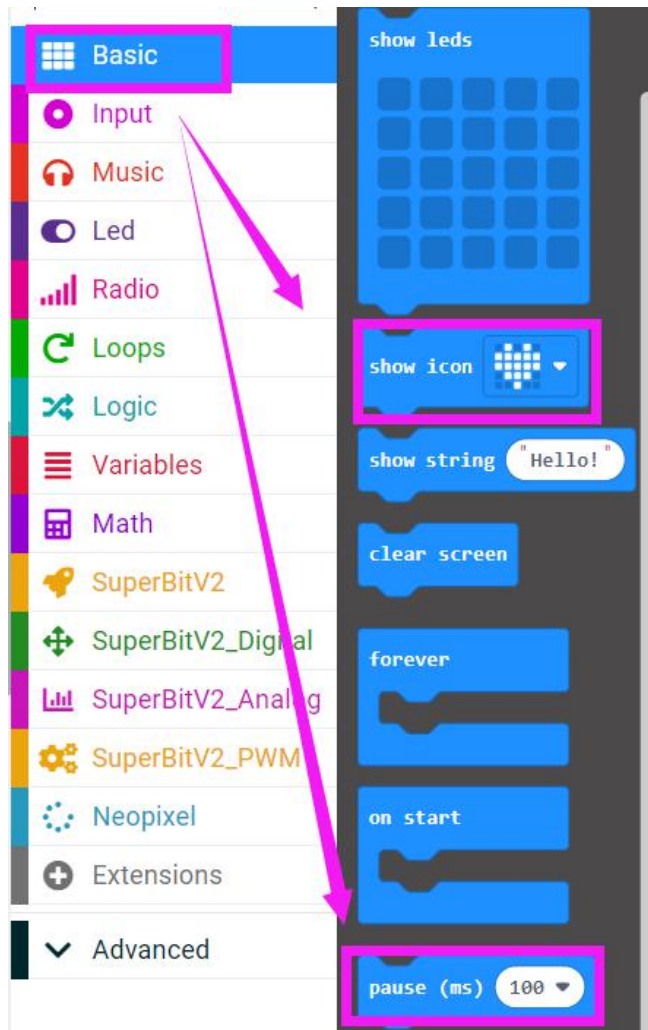 Basic
Input
Music
Led
Radio
Loops
Logic
Variables
Math
SuperBitV2
SuperBitV2_Dignal
SuperBitV2_Analog
SuperBitV2_PWM
Neopixel
Extensions
Advanced
show leds
show icon
show string "Hello!"
clear screen
forever
on start
pause (ms) 100